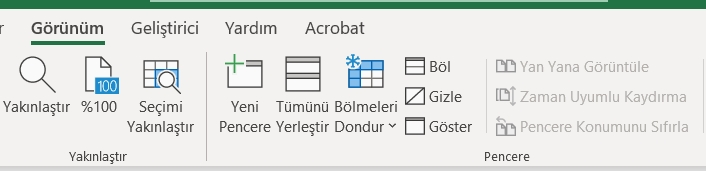 Görünüm Geliştirici Yardım Acrobat
Yakınlaştır
100
%100
Seçimi
Yakınlaştır
Yakınlaştır
Yeni
Pencere
Tümünü
Yerleştir
Bölmeleri
Dondur
Böl
Gizle
Göster
Yan Yana Görüntüle
Zaman Uyumlu Kaydırma
Pencere Konumunu Sıfırla
Pencere